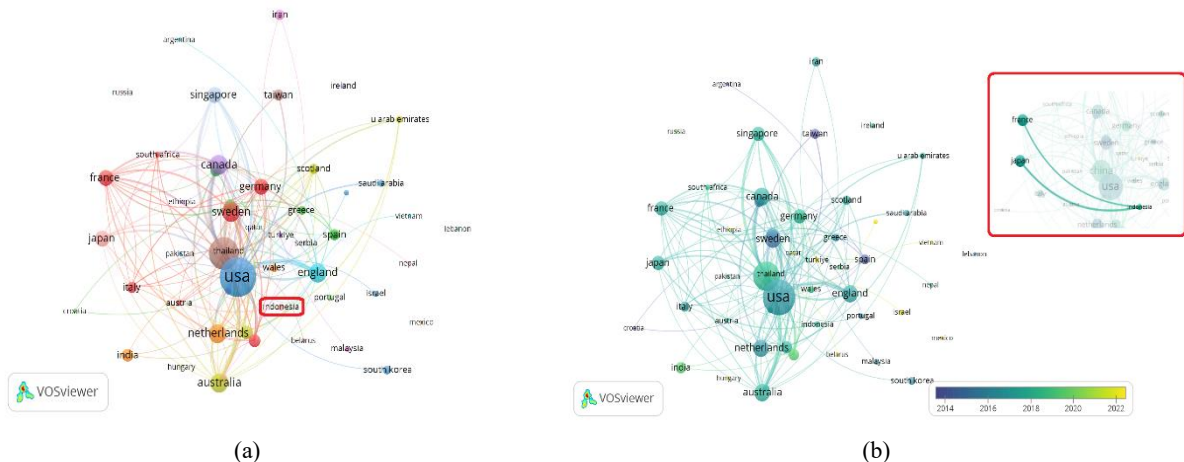 iran
argentina
ireland
russia
singapore
taiwan
u arab emirates
south africa
canada
scotland
france
germany
saudi arabia
ethiopia
sweden
greece
vietnam
qatar
turkiye
spain
lebanon
japan
pakistan
thailand
serbia
nepal
usa
wales
england
italy
israel
austria
indonesia
portugal
croatia
mexico
netherlands
belarus
malaysia
india
hungary
south korea
australia
VOSviewer
(a)
iran
argentina
ireland
russia
singapore
taiwan
u arab emirates
south africa
canada
scotland
france
germany
saudi arabia
ethiopia
sweden
greece
vietnam
qatar
turkiye
spain
lebanon
japan
pakistan
thailand
serbia
nepal
usa
wales
england
italy
israel
austria
indonesia
portugal
croatia
mexico
netherlands
belarus
malaysia
india
hungary
south korea
australia
VOSviewer
2014 2016 2018 2020 2022
france
canada
germany
sweden
japan
china
usa
indonesia
netherlands
(b)